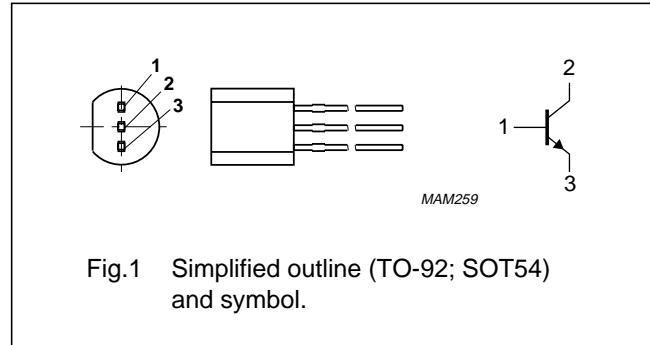 1
2
3
2
1
3
MAM259
Fig.1 Simplified outline (TO-92; SOT54)
and symbol.